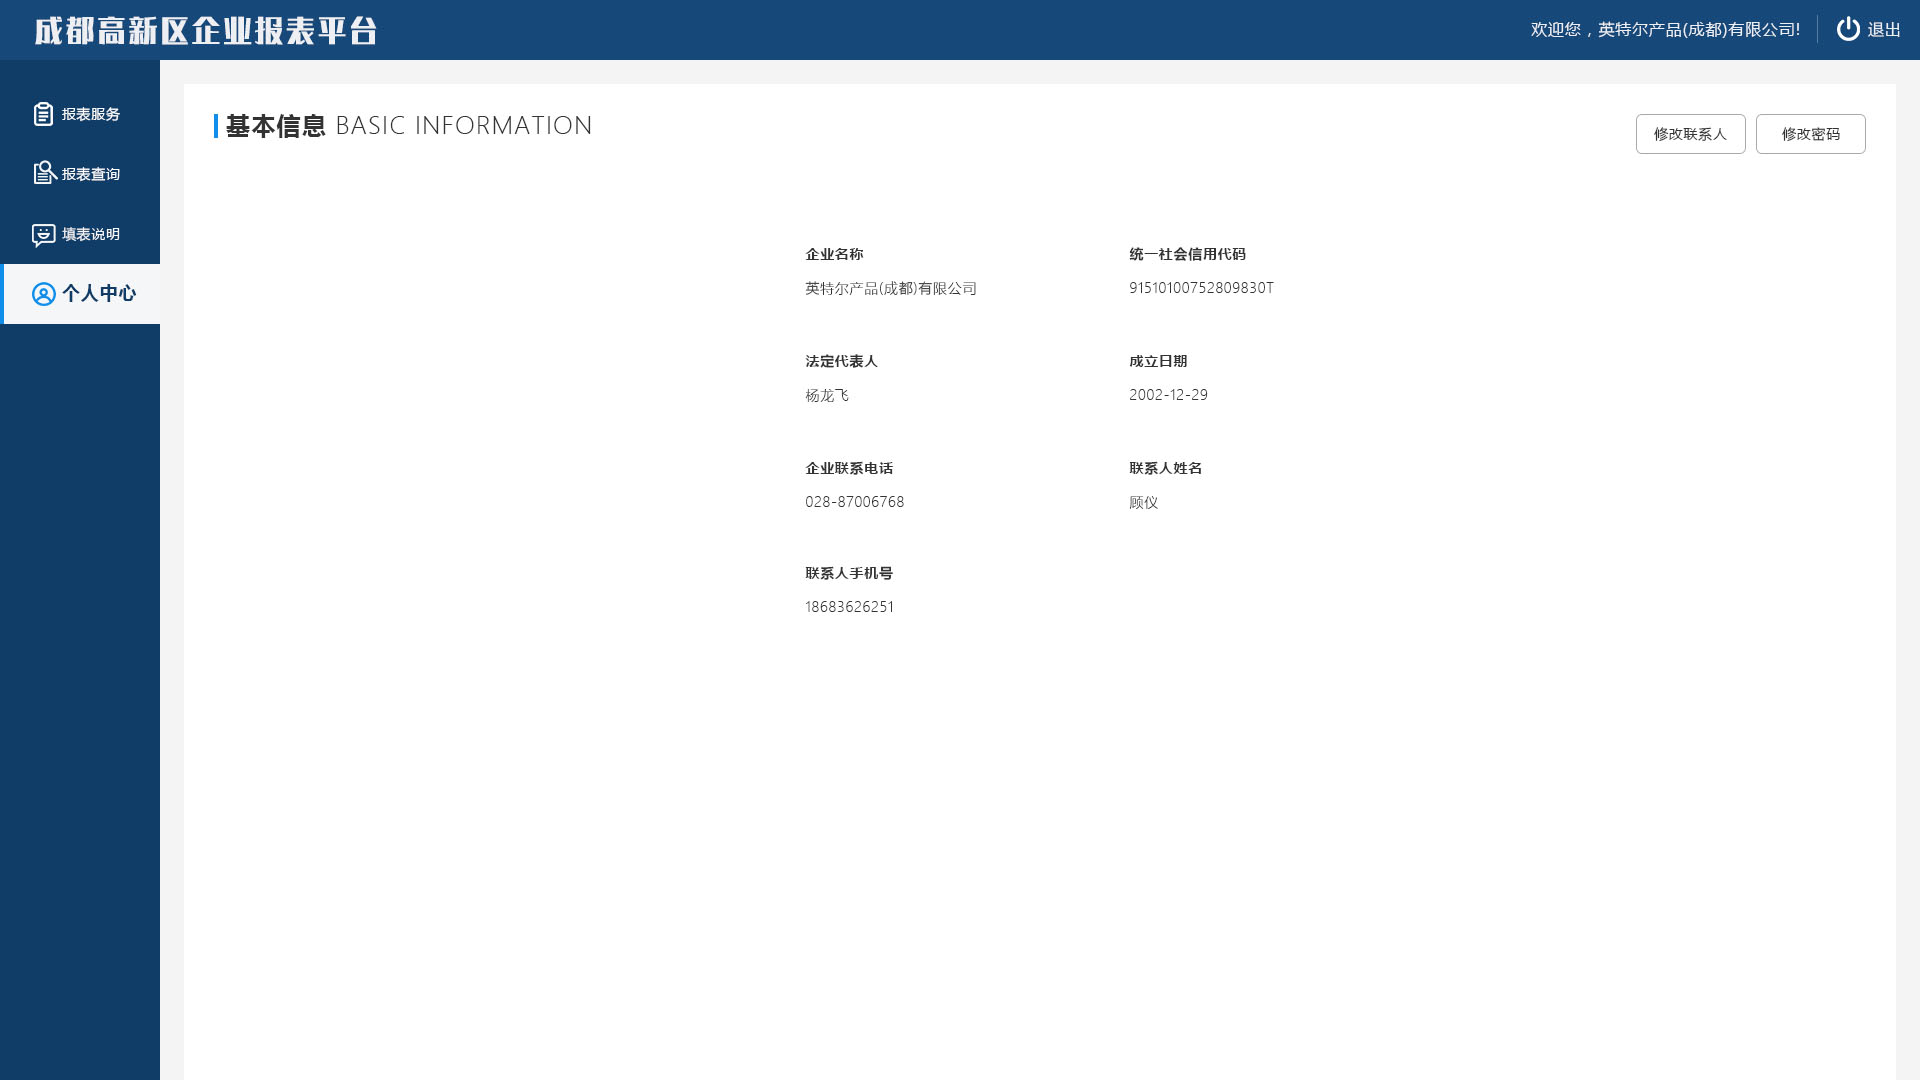 成都高新区企业报表平台
欢迎您，英特尔产品(成都)有限公司!
退出
报表服务
报表查询
填表说明
个人中心
基本信息 BASIC INFORMATION
修改联系人
修改密码
企业名称
统一社会信用代码
英特尔产品(成都)有限公司
91510100752809830T
法定代表人
成立日期
杨龙飞
2002-12-29
企业联系电话
联系人姓名
028-87006768
顾仪
联系人手机号
18683626251